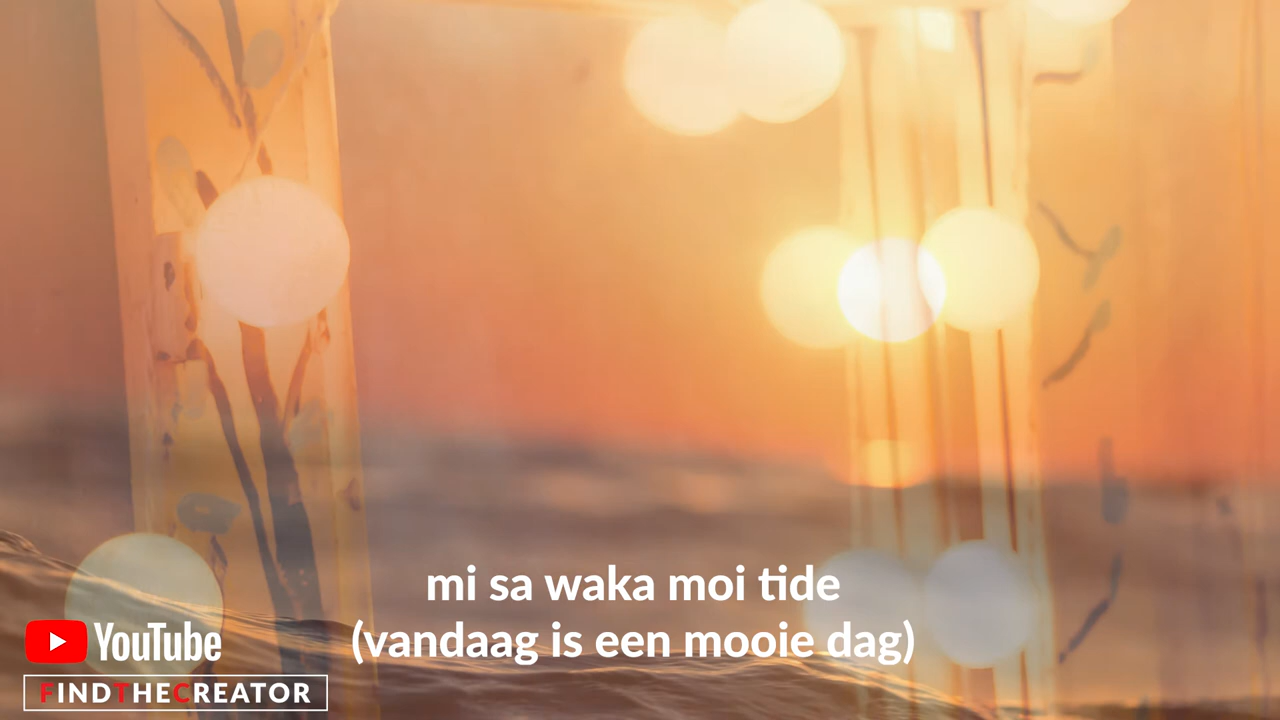 mi sa waka moi tide
(vandaag is een mooie dag)
YouTube
FINDTHECREATOR